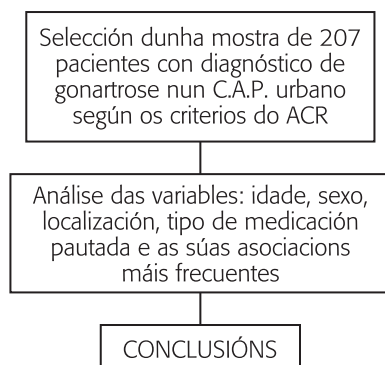 Selección dunha mostra de 207
pacientes con diagnóstico de
gonartrose nun C.A.P. urbano
según os criterios do ACR
Análise das variables: idade, sexo,
localización, tipo de medicación
pautada e as súas asociacions
máis frecuentes
CONCLUSIÓNS